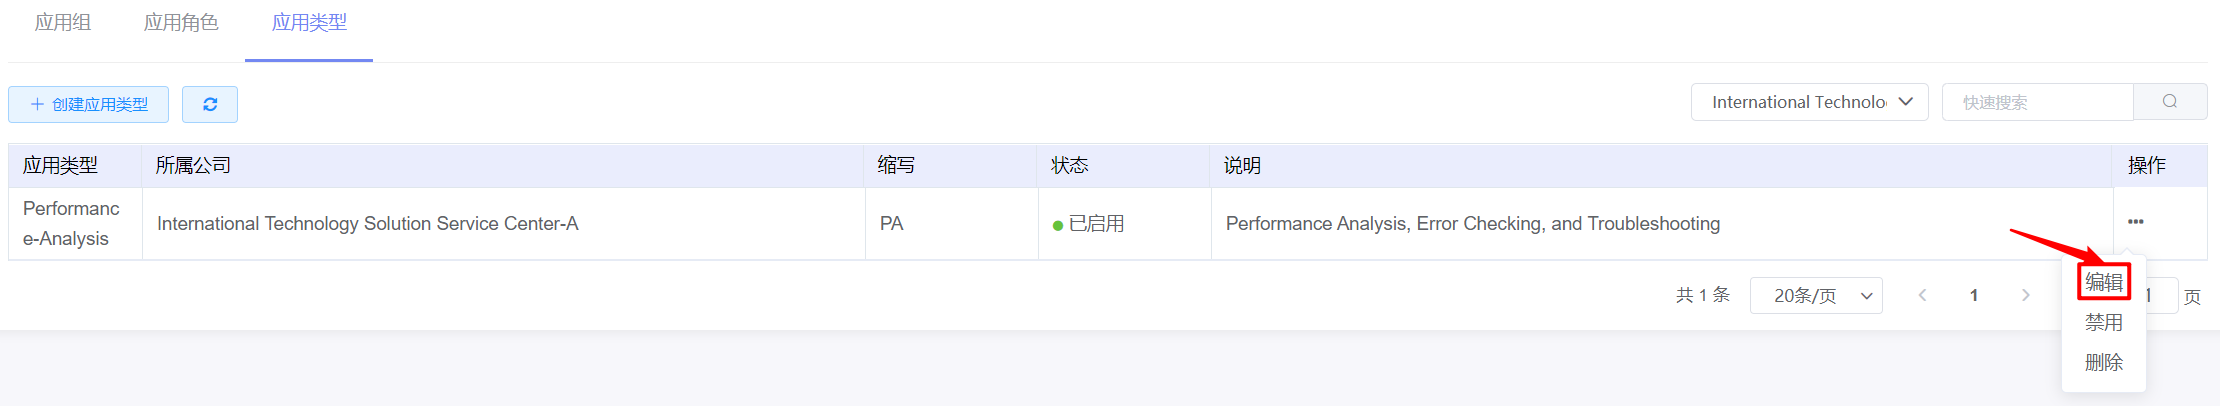 应用组 应用角色 应用类型
创建应用类型 International Technolo 快速搜索
应用类型 所属公司 缩写 状态 说明 操作
Performanc
e-Analysis
International Technology Solution Service Center-A PA 已启用 Performance Analysis, Error Checking, and Troubleshooting
共 1 条 20条/页 1 1 页
编辑
禁用
删除